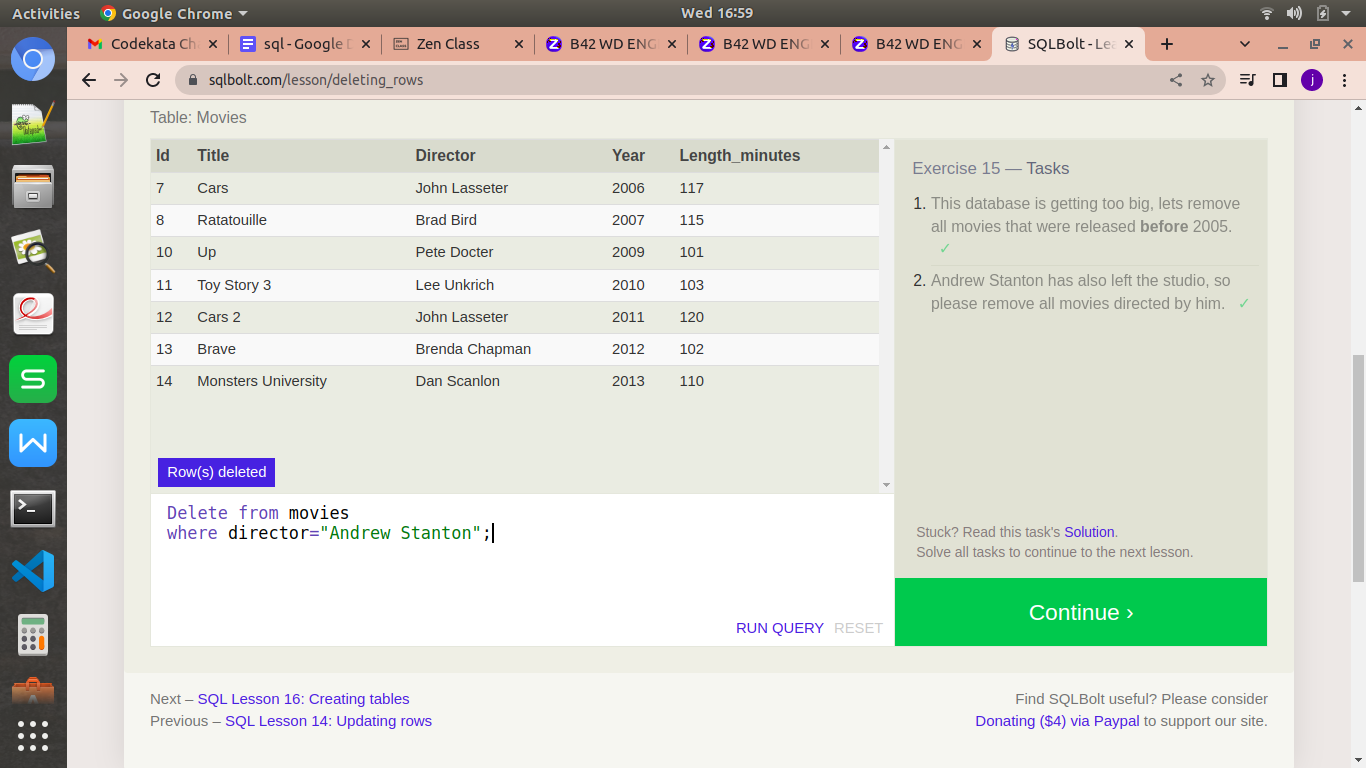 Activities Google Chrome Wed 16:59
Codekata Ch sql - Google D Zen Class B42 WD ENG B42 WD ENG B42 WD ENG SQLBolt - Lea
sqlbolt.com/lesson/deleting_rows j
Table: Movies
Id Title Director Year Length_minutes
7 Cars John Lasseter 2006 117
8 Ratatouille Brad Bird 2007 115
10 Up Pete Docter 2009 101
11 Toy Story 3 Lee Unkrich 2010 103
12 Cars 2 John Lasseter 2011 120
13 Brave Brenda Chapman 2012 102
14 Monsters University Dan Scanlon 2013 110
Row(s) deleted
Delete from movies
where director="Andrew Stanton";
RUN QUERY RESET
Exercise 15 — Tasks
1. This database is getting too big, lets remove
all movies that were released before 2005.
✓
2. Andrew Stanton has also left the studio, so
please remove all movies directed by him. ✓
Stuck? Read this task's Solution.
Solve all tasks to continue to the next lesson.
Continue ›
Next – SQL Lesson 16: Creating tables
Previous – SQL Lesson 14: Updating rows
Find SQLBolt useful? Please consider
Donating ($4) via Paypal to support our site.